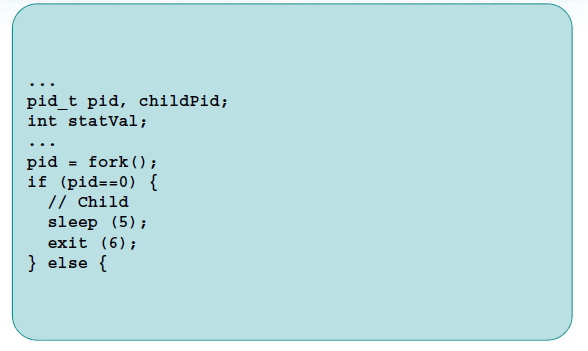 ...
pid_t pid, childPid;
int statVal;
...
pid = fork();
if (pid==0) {
  // Child
  sleep (5);
  exit (6);
} else {